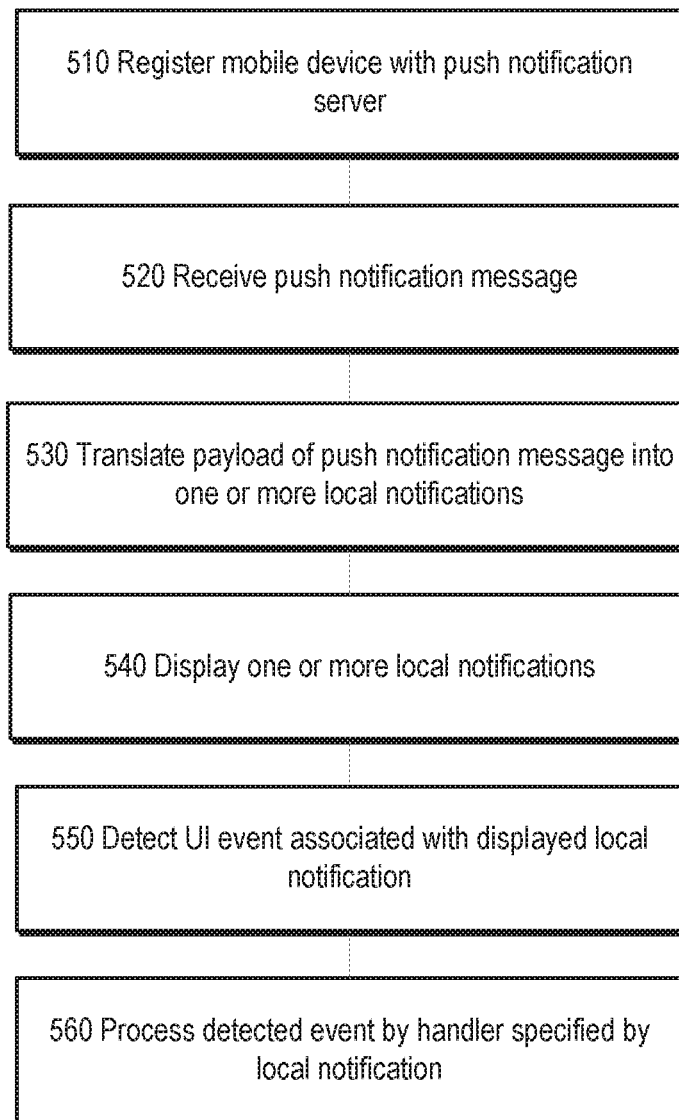 510 Register mobile device with push notification
server
520 Receive push notification message
530 Translate payload of push notification message into
one or more local notifications
540 Display one or more local notifications
550 Detect UI event associated with displayed local
notification
560 Process detected event by handler specified by
local notification